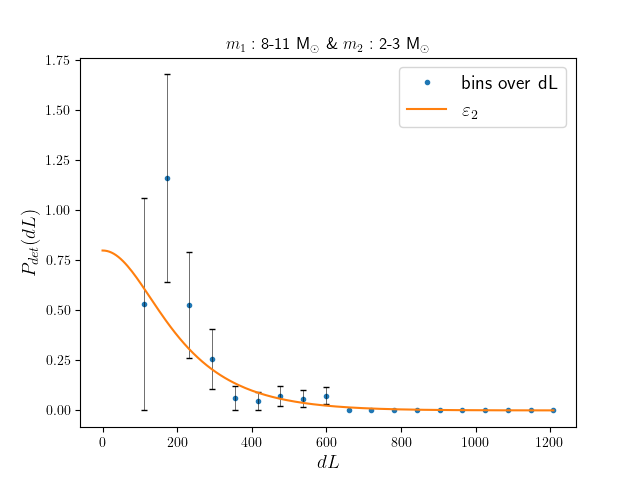 m₁ : 8-11 M⊙ & m₂ : 2-3 M⊙
1.75
1.50
1.25
1.00
0.75
0.50
0.25
0.00
P_det(dL)
bins over dL
ε₂
0 200 400 600 800 1000 1200
dL